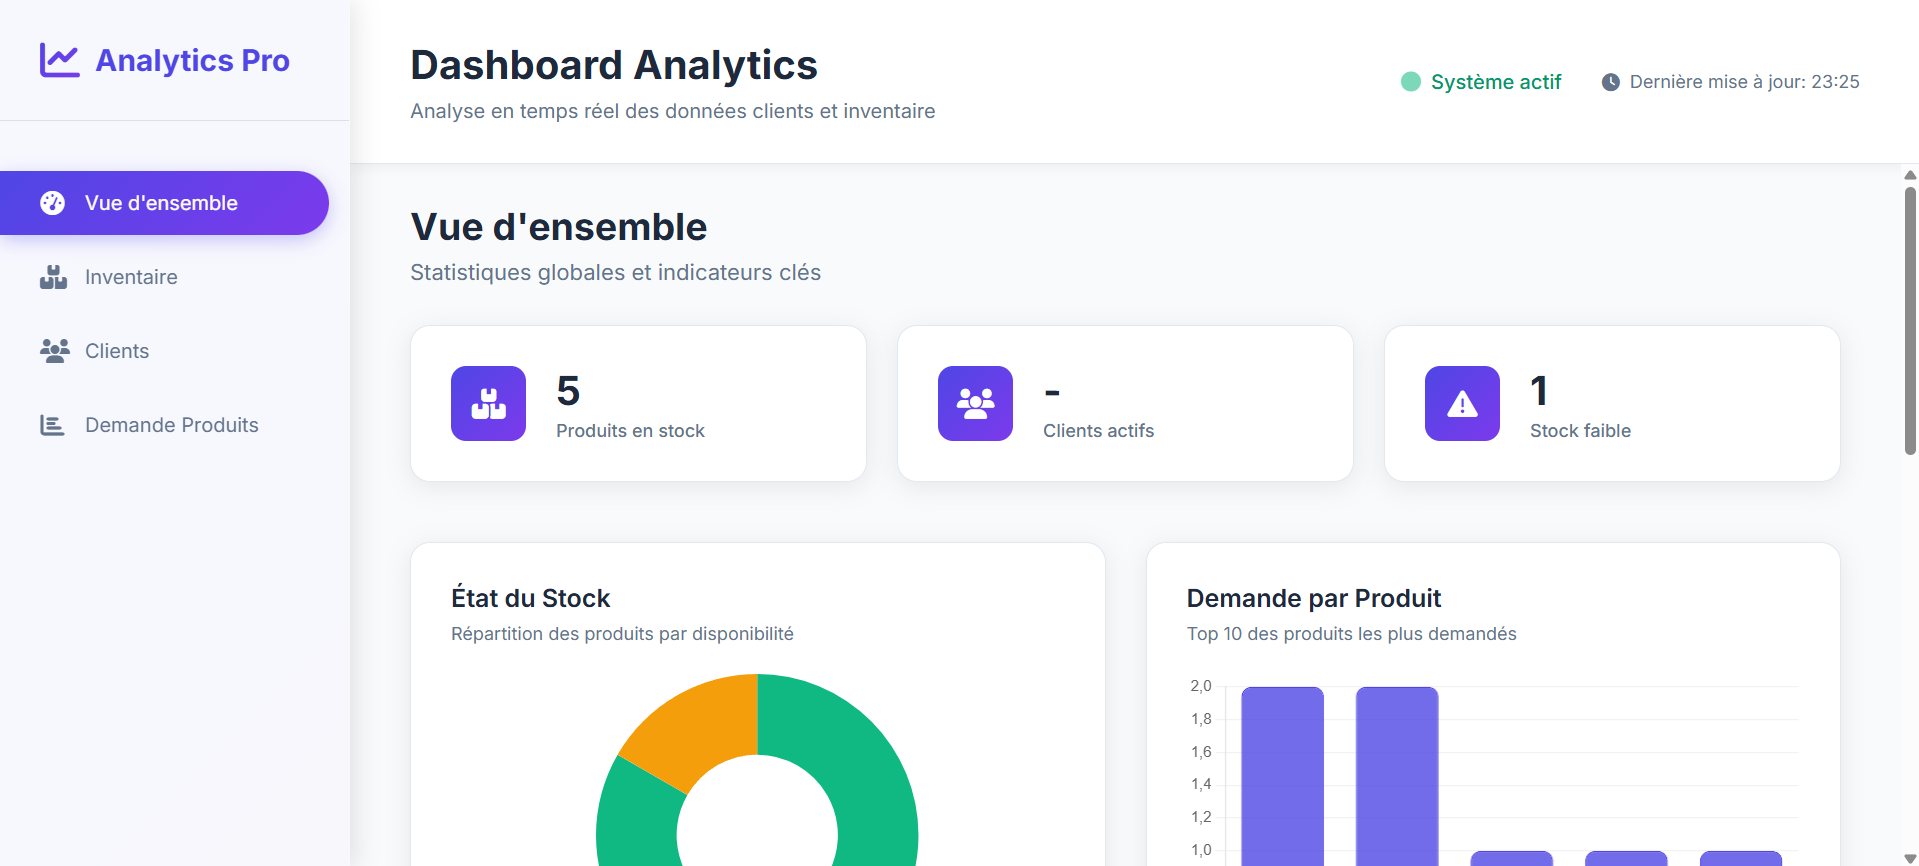 Analytics Pro
Vue d'ensemble
Inventaire
Clients
Demande Produits
Dashboard Analytics
Analyse en temps réel des données clients et inventaire
Système actif
Dernière mise à jour: 23:25
Vue d'ensemble
Statistiques globales et indicateurs clés
5
Produits en stock
-
Clients actifs
1
Stock faible
État du Stock
Répartition des produits par disponibilité
Demande par Produit
Top 10 des produits les plus demandés
2,0
1,8
1,6
1,4
1,2
1,0